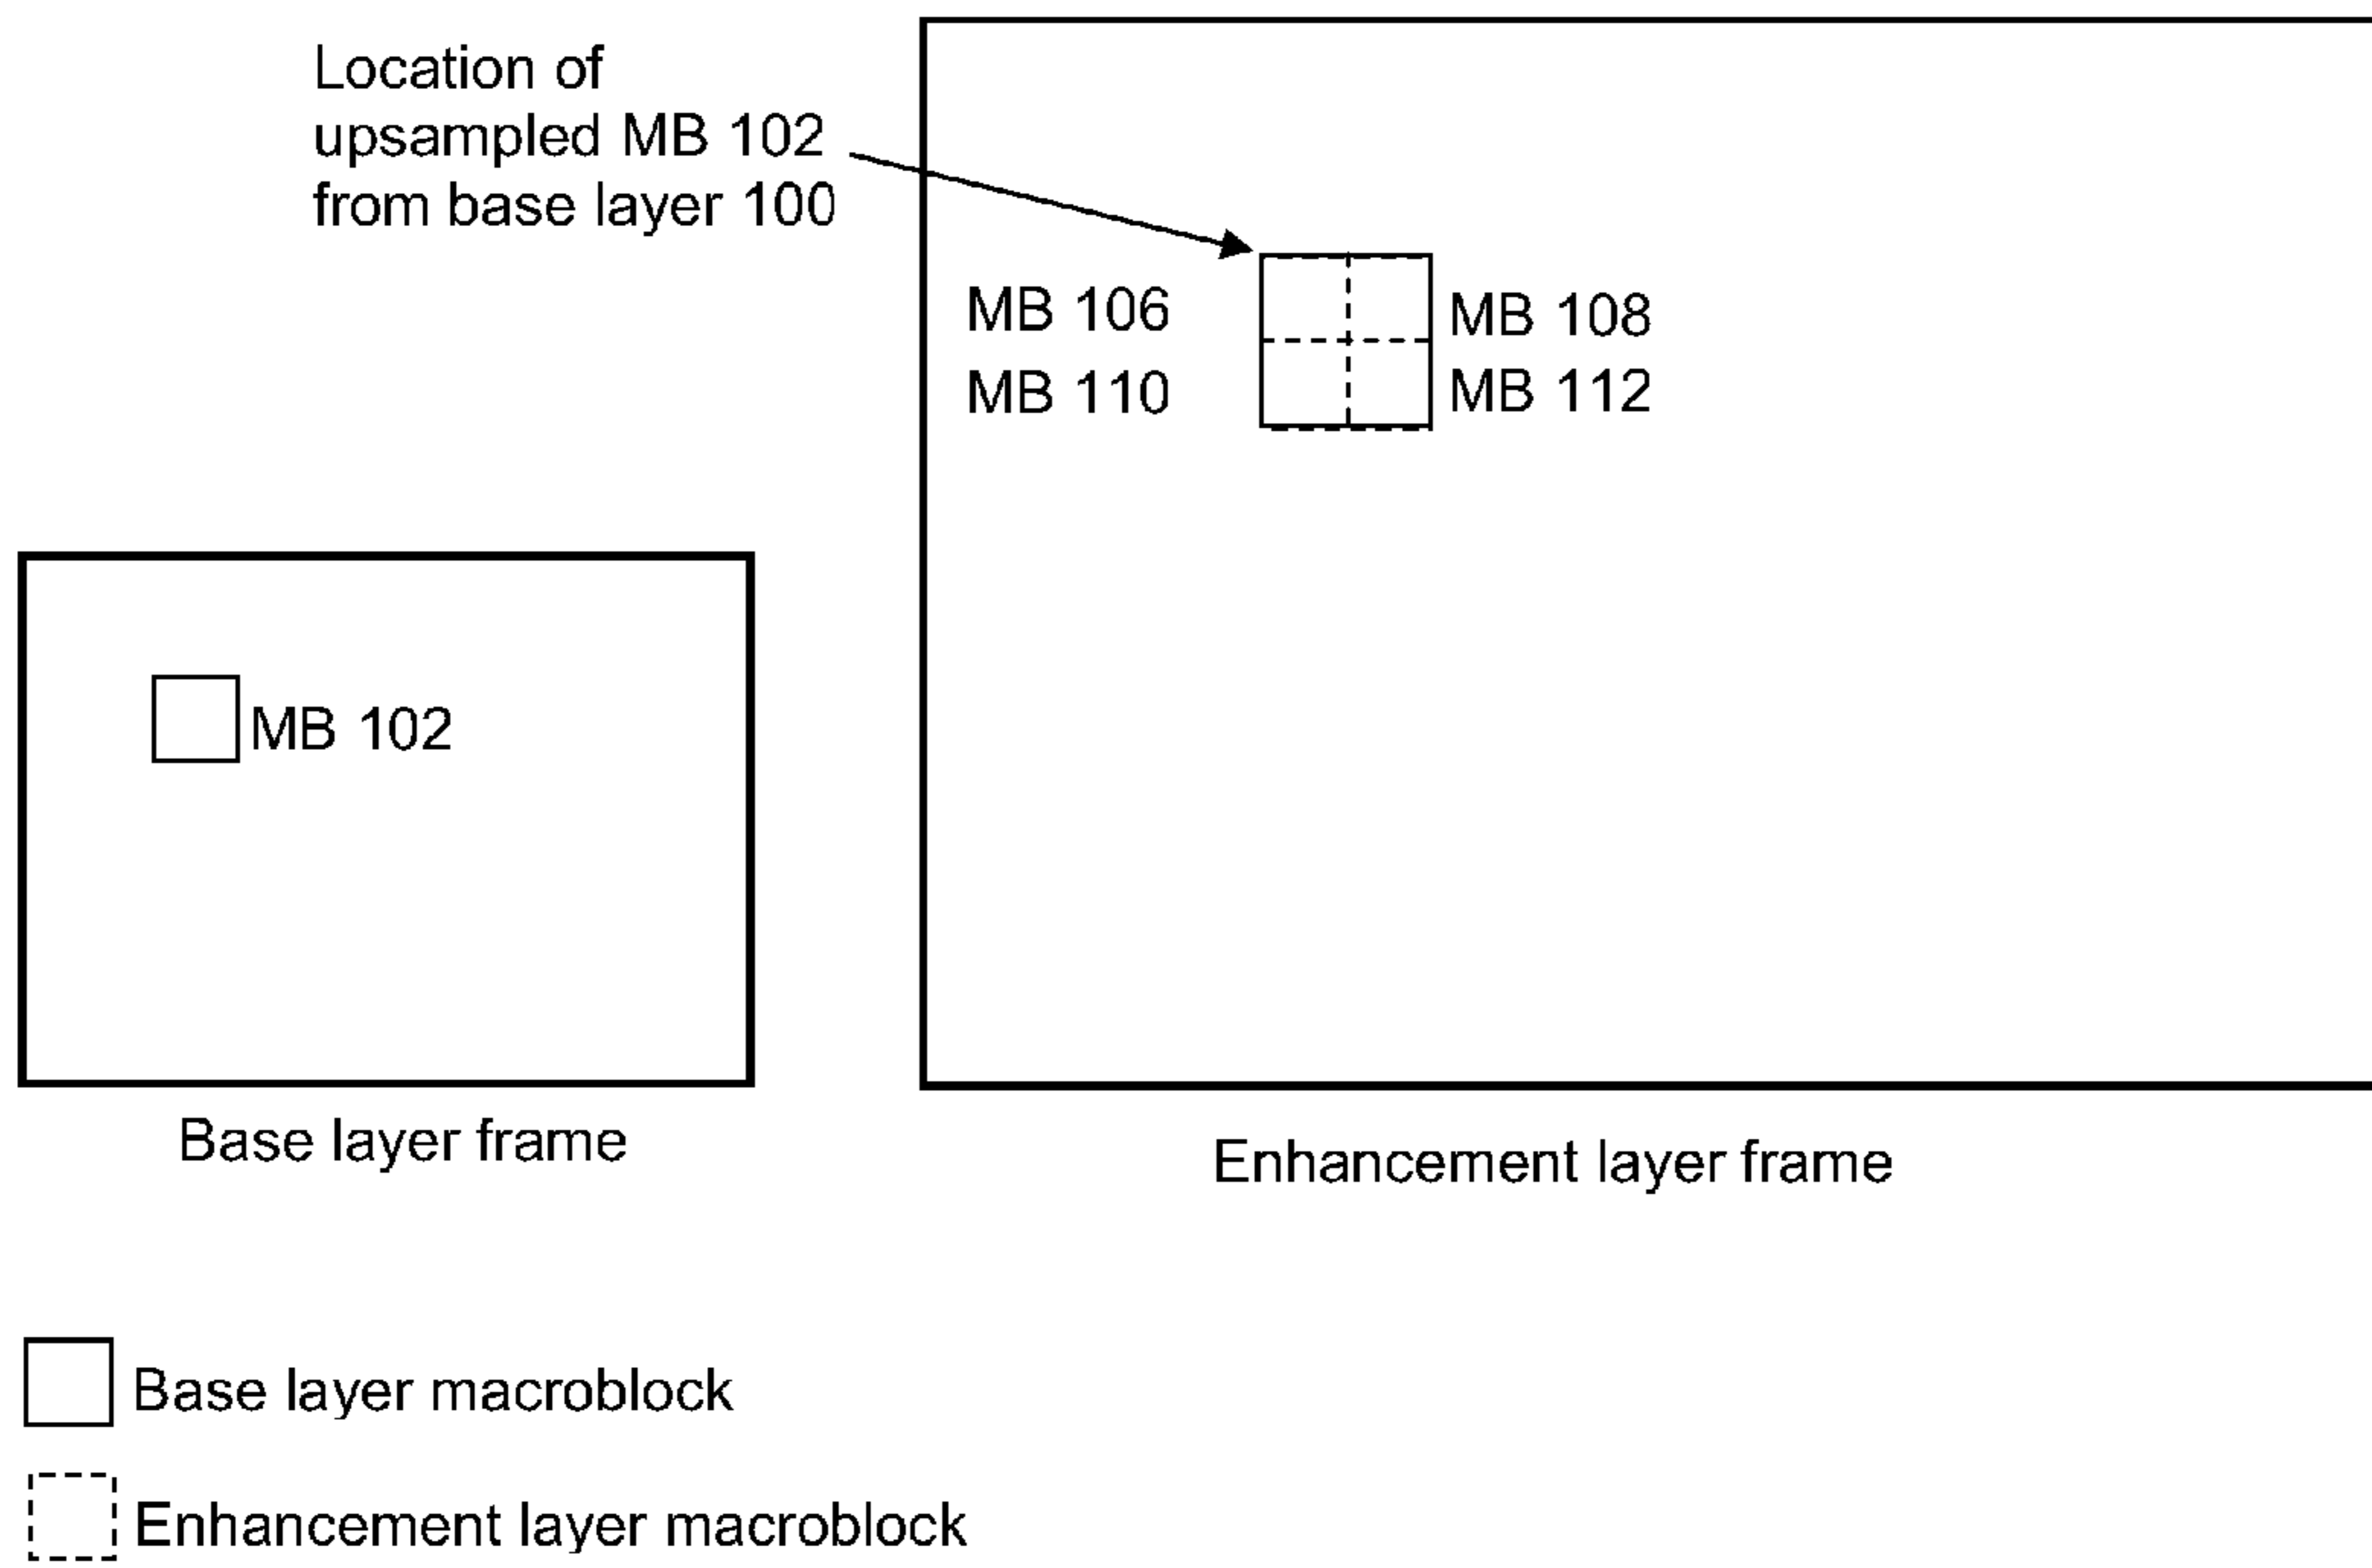 Location of
upsampled MB 102
from base layer 100
MB 106
MB 108
MB 110
MB 112
MB 102
Base layer frame
Enhancement layer frame
Base layer macroblock
Enhancement layer macroblock